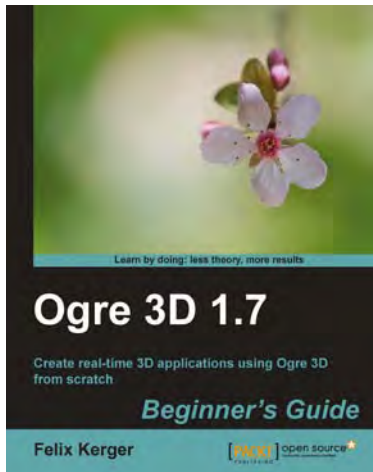 Learn by doing: less theory, more results
Ogre 3D 1.7
Create real-time 3D applications using Ogre 3D
from scratch
Beginner's Guide
Felix Kerger
[PACKT] open source*
PUBLISHING